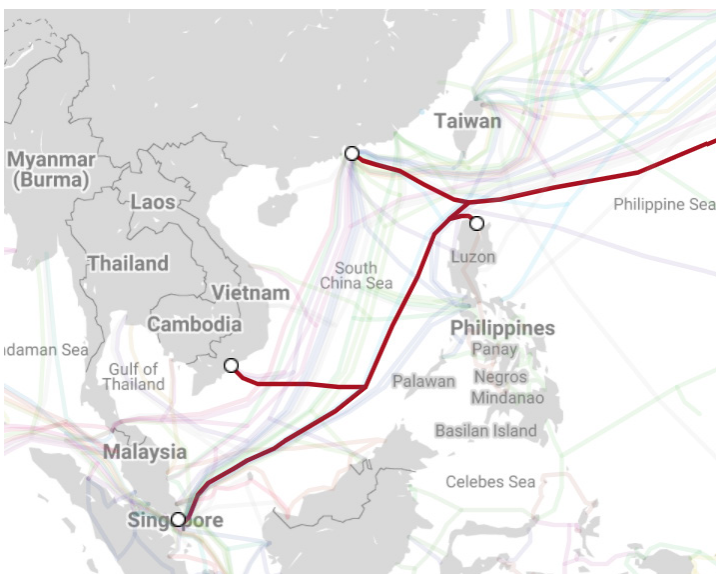 Taiwan
Myanmar
(Burma)
Laos
Philippine Sea
Thailand
Luzon
South
China Sea
Vietnam
Cambodia
Philippines
ndaman Sea
Panay
Gulf of
Thailand
Palawan
Negros
Mindanao
Basilan Island
Malaysia
Celebes Sea
Singapore